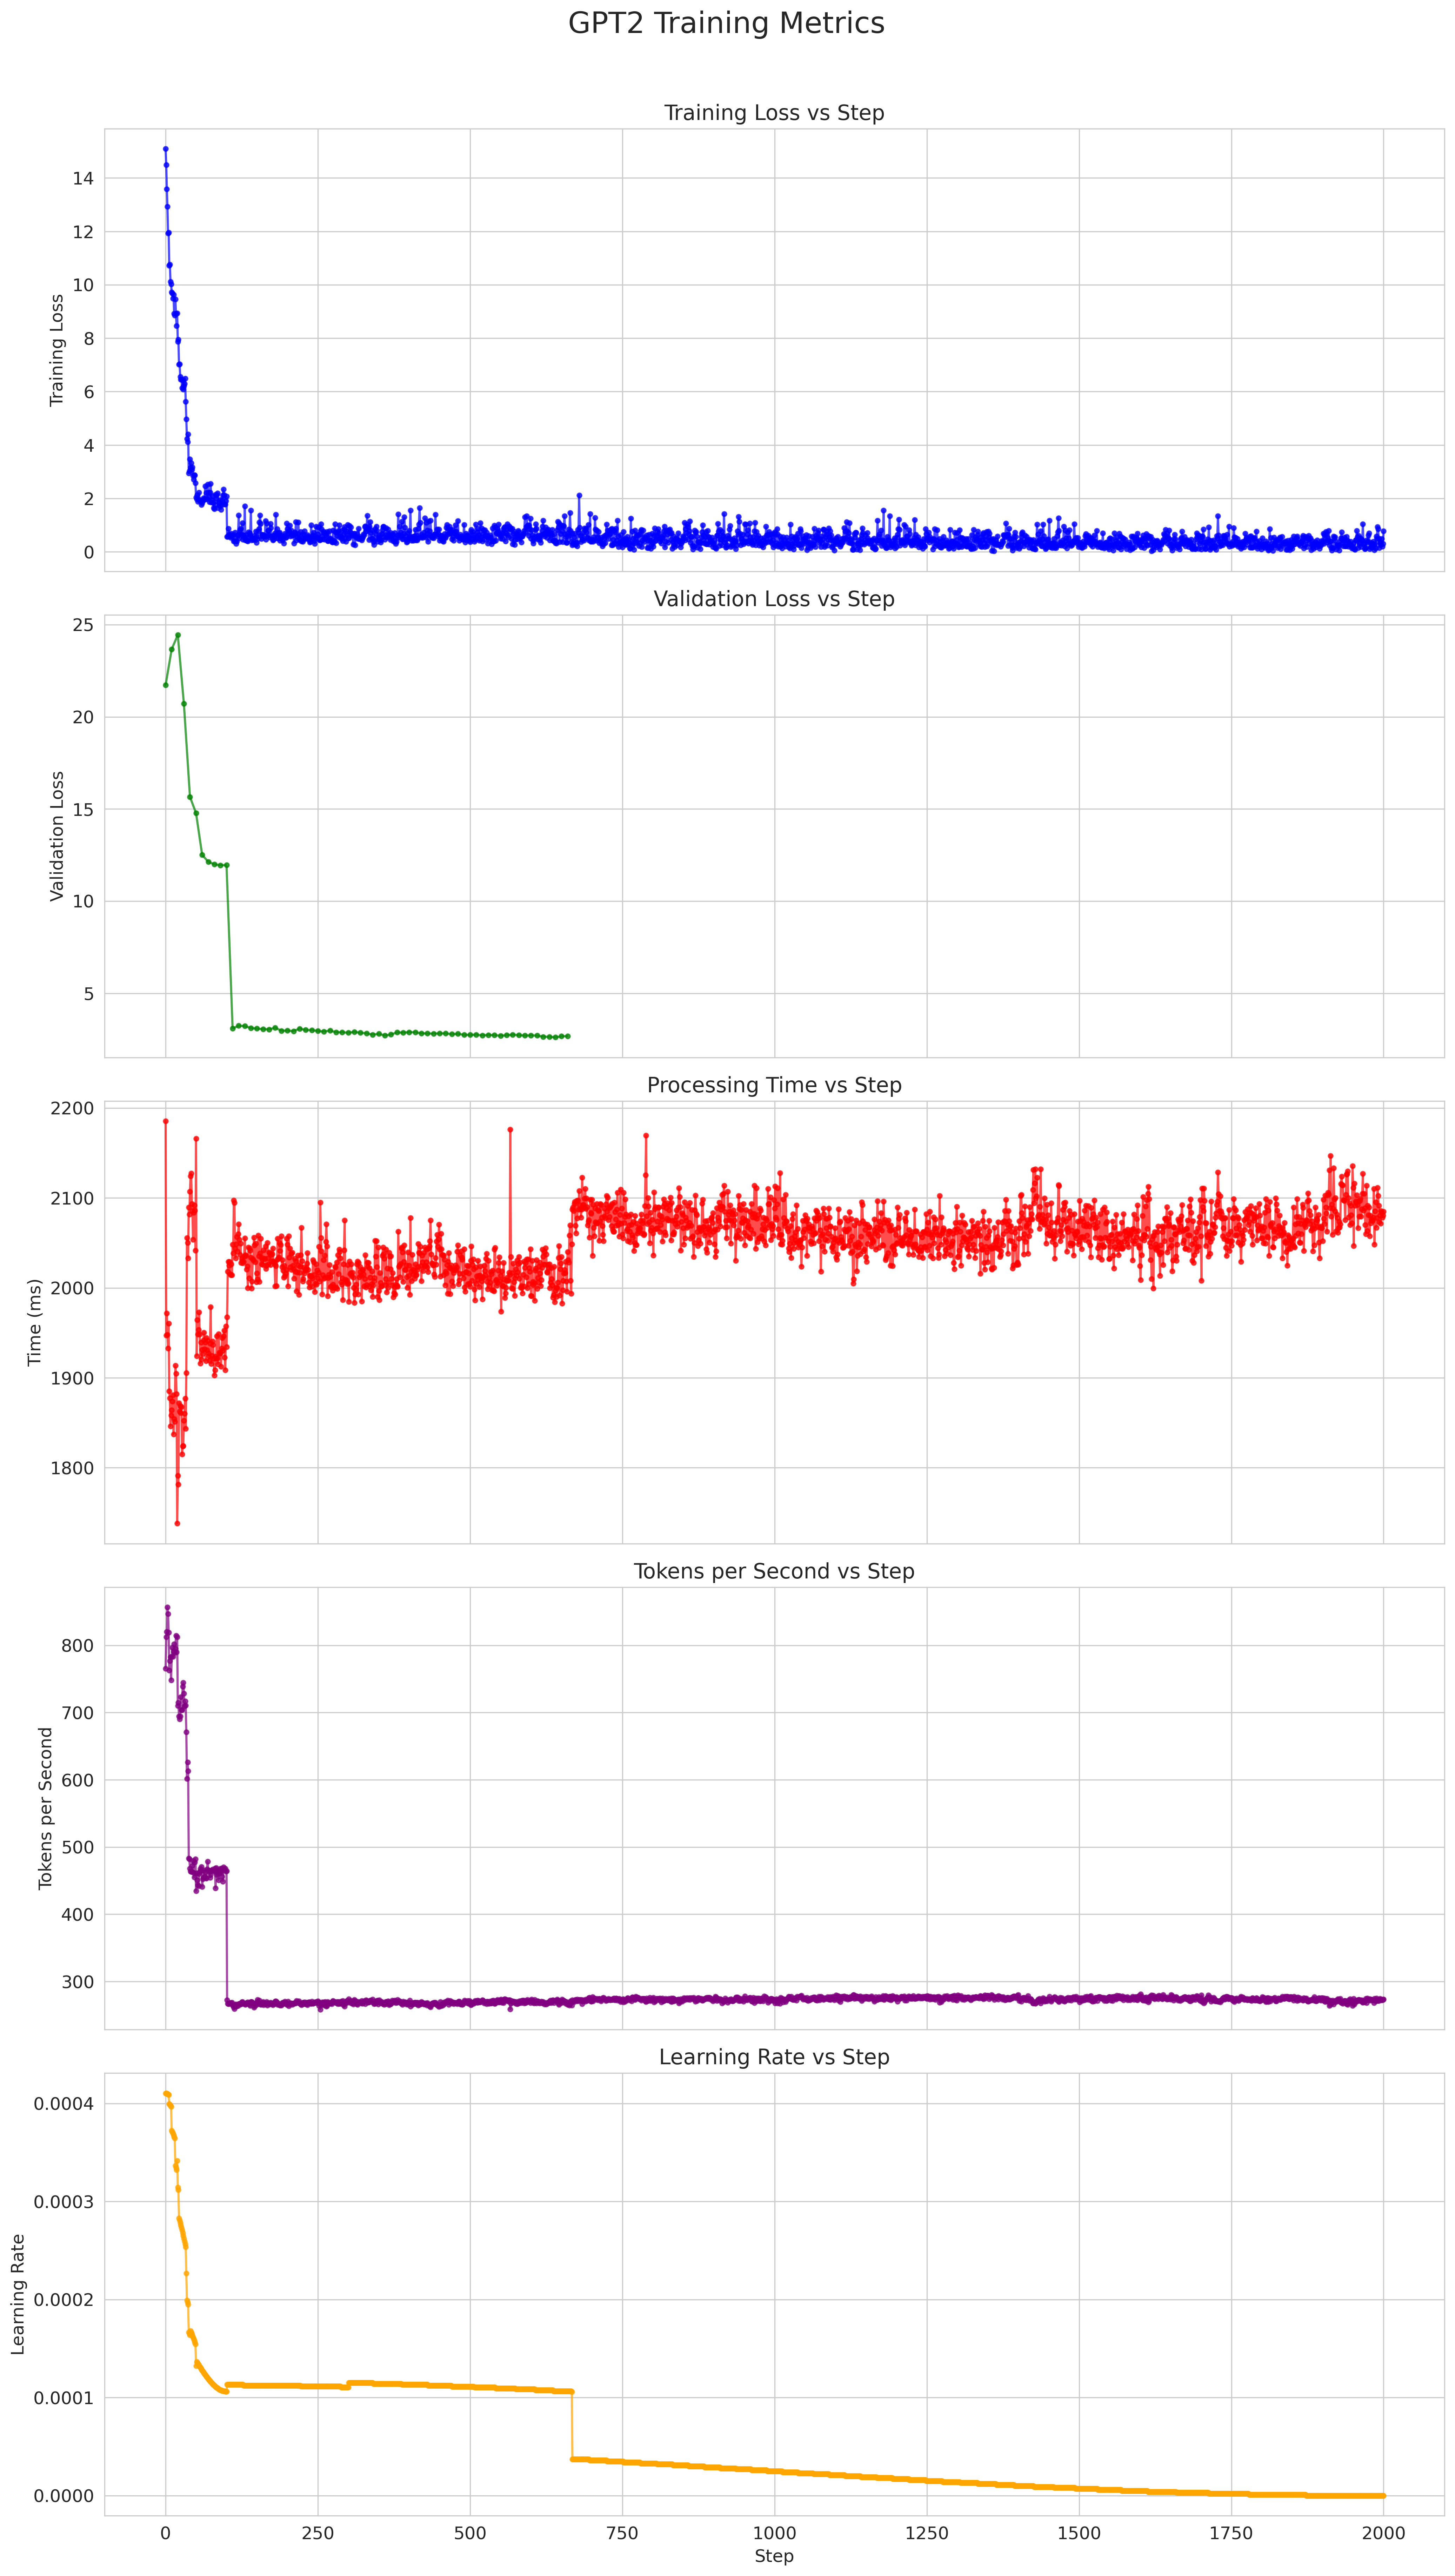 GPT2 Training Metrics
Training Loss vs Step
14
12
10
8
6
4
2
0
Training Loss
Validation Loss vs Step
25
20
15
10
5
Validation Loss
Processing Time vs Step
2200
2100
2000
1900
1800
Time (ms)
Tokens per Second vs Step
800
700
600
500
400
300
Tokens per Second
Learning Rate vs Step
0.0004
0.0003
0.0002
0.0001
0.0000
Learning Rate
0 250 500 750 1000 1250 1500 1750 2000
Step